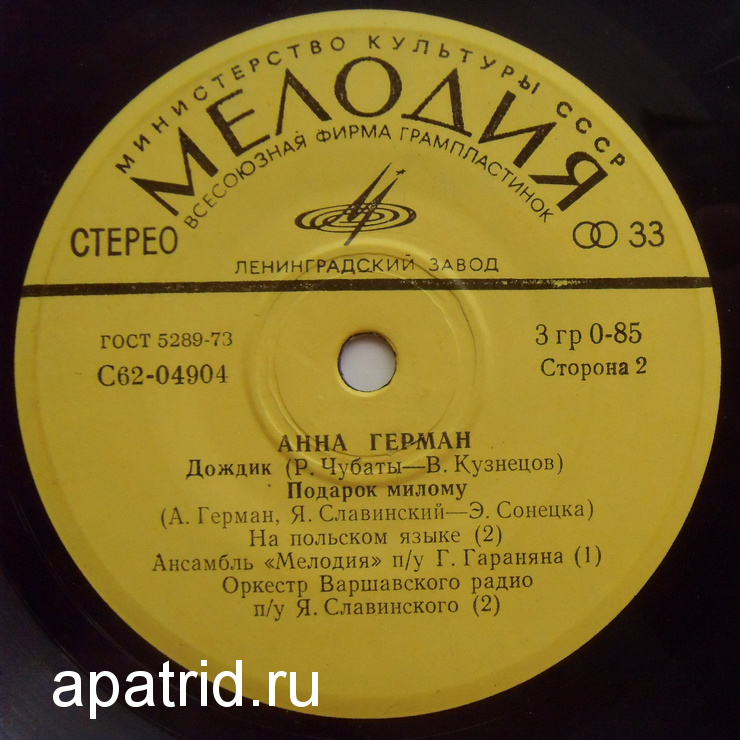 МИНИСТЕРСТВО КУЛЬТУРЫ СССР
МЕЛОДИЯ
ВСЕСОЮЗНАЯ ФИРМА ГРАМПЛАСТИНОК
СТЕРЕО
33
ЛЕНИНГРАДСКИЙ ЗАВОД
ГОСТ 5289-73
3 гр 0-85
С62-04904
Сторона 2
АННА ГЕРМАН
Дождик (Р. Чубаты—В. Кузнецов)
Подарок милому
(А. Герман, Я. Славинский—Э. Сонецка)
На польском языке (2)
Ансамбль «Мелодия» п/у Г. Гараняна (1)
Оркестр Варшавского радио
п/у Я. Славинского (2)
apatrid.ru